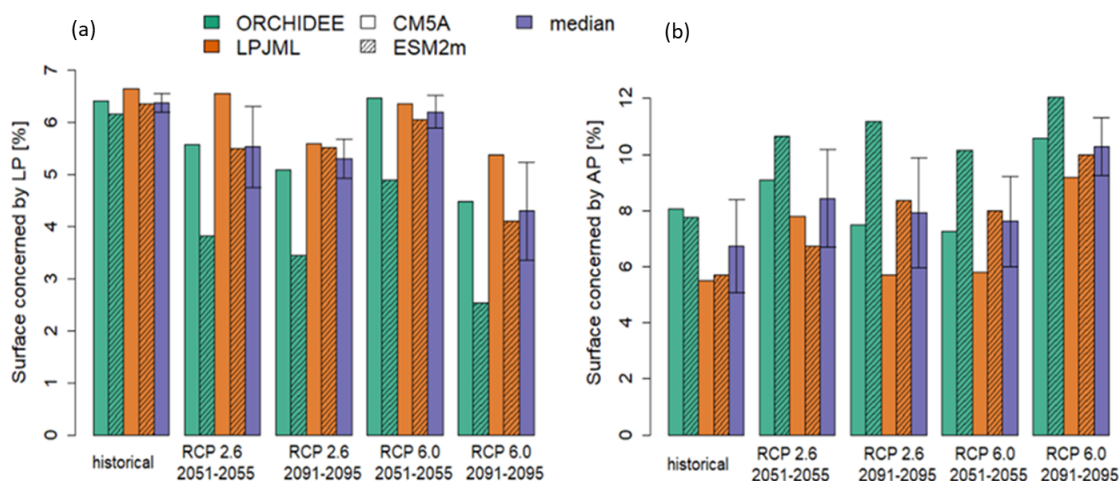 (a)
ORCHIDEE CM5A median
LPJML ESM2m
(b)
Surface concerned by LP [%]
7
6
5
4
3
2
1
0
historical
RCP 2.6
2051-2055
RCP 2.6
2091-2095
RCP 6.0
2051-2055
RCP 6.0
2091-2095
Surface concerned by AP [%]
12
10
8
6
4
2
0
historical
RCP 2.6
2051-2055
RCP 2.6
2091-2095
RCP 6.0
2051-2055
RCP 6.0
2091-2095